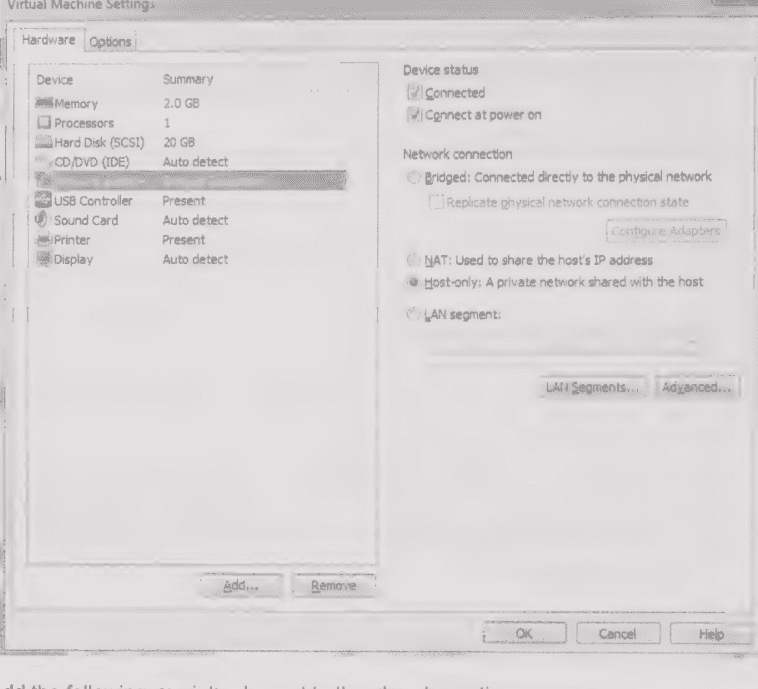 Virtual Machine Settings
Hardware Options
Device Summary
Memory 2.0 GB
Processors 1
Hard Disk (SCSI) 20 GB
CD/DVD (IDE) Auto detect
USB Controller Present
Sound Card Auto detect
Printer Present
Display Auto detect
Add... Remove
Device status
Connected
Connect at power on
Network connection
Bridged: Connected directly to the physical network
Replicate physical network connection state
Configure Adapters
NAT: Used to share the host's IP address
Host-only: A private network shared with the host
LAN segment:
LAN Segments... Advanced...
OK Cancel Help